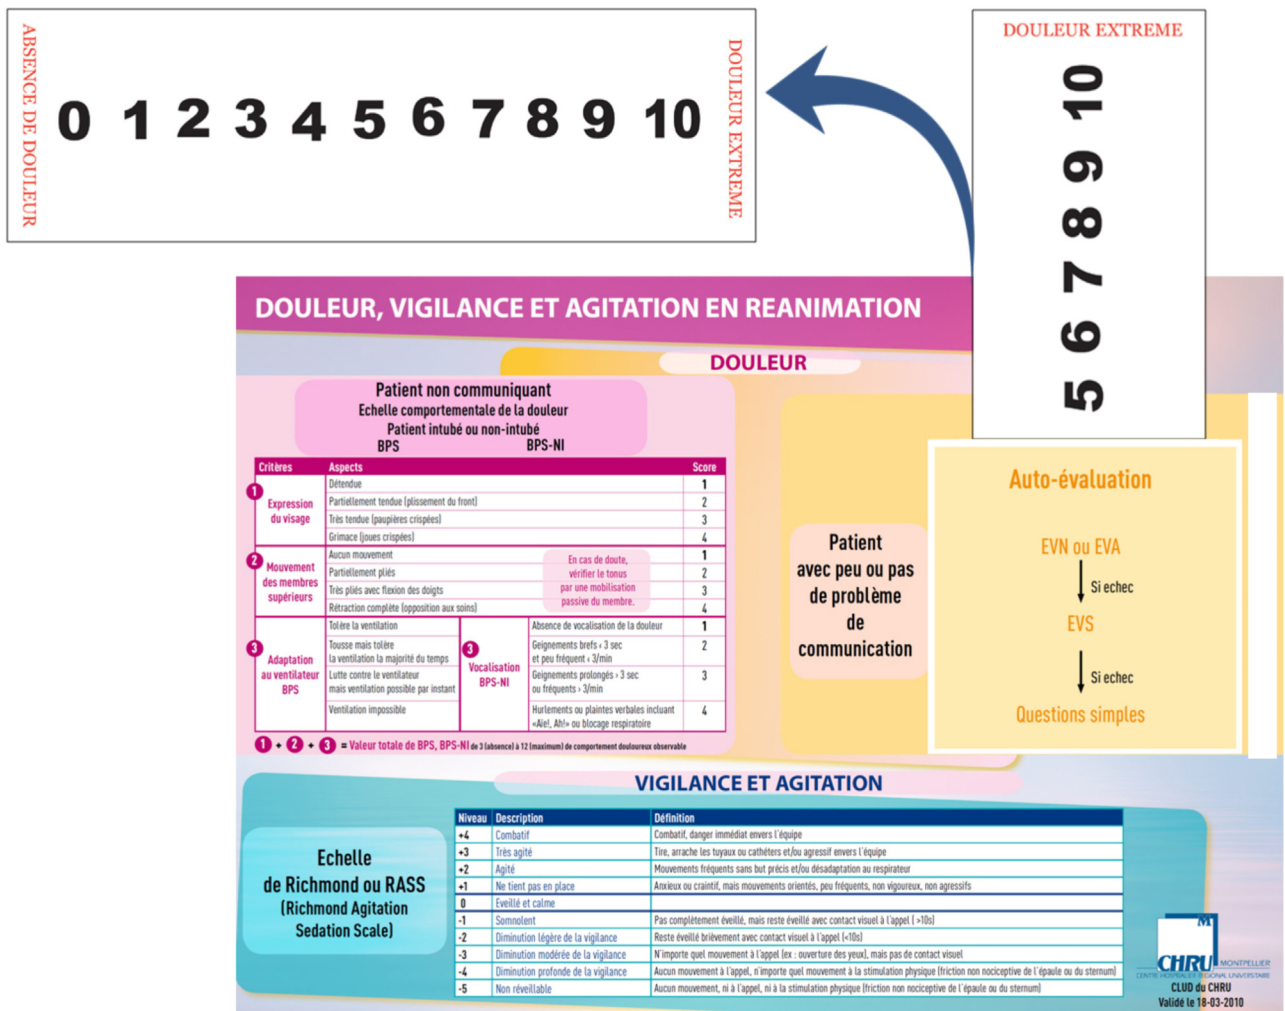 ABSENCE DE DOULEUR
0 1 2 3 4 5 6 7 8 9 10
DOULEUR EXTREME
DOULEUR EXTREME
5 6 7 8 9 10
DOULEUR, VIGILANCE ET AGITATION EN REANIMATION
DOULEUR
Patient non communiquant
Echelle comportementale de la douleur
Patient intubé ou non-intubé
BPS BPS-NI
Critères Aspects Score
1 Expression du visage
Détendue 1
Partiellement tendue (plissement du front) 2
Très tendue (paupières crispées) 3
Grimace (joues crispées) 4
2 Mouvement des membres supérieurs
Aucun mouvement 1
Partiellement pliés 2
Très pliés avec flexion des doigts 3
Rétraction complète (opposition aux soins) 4
En cas de doute,
vérifier le tonus
par une mobilisation
passive du membre.
3 Adaptation au ventilateur BPS
Tolère la ventilation
Tousse mais tolère
la ventilation la majorité du temps
Lutte contre le ventilateur
mais ventilation possible par instant
Ventilation impossible
3 Vocalisation BPS-NI
Absence de vocalisation de la douleur 1
Geignements brefs < 3 sec 2
et peu fréquent < 3/min
Geignements prolongés > 3 sec 3
ou fréquents > 3/min
Hurlements ou plaintes verbales incluant 4
«Aïe!, Ah!» ou blocage respiratoire
1 + 2 + 3 = Valeur totale de BPS, BPS-NI de 3 (absence) à 12 (maximum) de comportement douloureux observable
Patient
avec peu ou pas
de problème
de
communication
Auto-évaluation
EVN ou EVA
Si echec
EVS
Si echec
Questions simples
VIGILANCE ET AGITATION
Echelle
de Richmond ou RASS
(Richmond Agitation
Sedation Scale)
Niveau Description Définition
+4 Combatif Combatif, danger immédiat envers l'équipe
+3 Très agité Tire, arrache les tuyaux ou cathéters et/ou agressif envers l'équipe
+2 Agité Mouvements fréquents sans but précis et/ou désadaptation au respirateur
+1 Ne tient pas en place Anxieux ou craintif, mais mouvements orientés, peu fréquents, non vigoureux, non agressifs
0 Eveillé et calme
-1 Somnolent Pas complètement éveillé, mais reste éveillé avec contact visuel à l'appel ( >10s)
-2 Diminution légère de la vigilance Reste éveillé brièvement avec contact visuel à l'appel (<10s)
-3 Diminution modérée de la vigilance N'importe quel mouvement à l'appel (ex : ouverture des yeux), mais pas de contact visuel
-4 Diminution profonde de la vigilance Aucun mouvement à l'appel, n'importe quel mouvement à la stimulation physique (friction non nociceptive de l'épaule ou du sternum)
-5 Non réveillable Aucun mouvement, ni à l'appel, ni à la stimulation physique (friction non nociceptive de l'épaule ou du sternum)
M
CHRU MONTPELLIER
CENTRE HOSPITALIER REGIONAL UNIVERSITAIRE
CLUD du CHRU
Validé le 18-03-2010